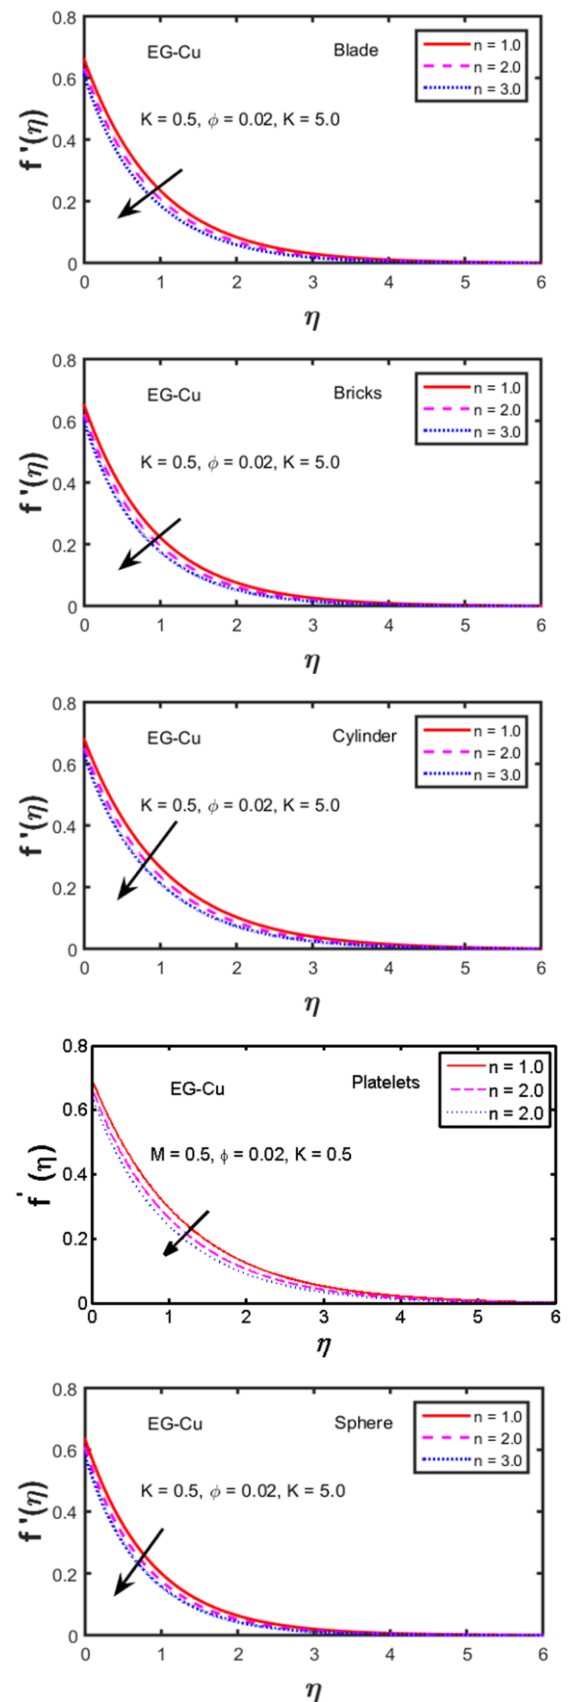 0.8
EG-Cu Blade
n = 1.0
n = 2.0
n = 3.0
0.6
K = 0.5, ϕ = 0.02, K = 5.0
0.4
f '(η)
0.2
0
0 1 2 3 4 5 6
η
0.8
EG-Cu Bricks
n = 1.0
n = 2.0
n = 3.0
0.6
K = 0.5, ϕ = 0.02, K = 5.0
0.4
f '(η)
0.2
0
0 1 2 3 4 5 6
η
0.8
EG-Cu Cylinder
n = 1.0
n = 2.0
n = 3.0
0.6
K = 0.5, ϕ = 0.02, K = 5.0
0.4
f '(η)
0.2
0
0 1 2 3 4 5 6
η
0.8
EG-Cu Platelets
n = 1.0
n = 2.0
n = 2.0
0.6
M = 0.5, ϕ = 0.02, K = 0.5
0.4
f ' (η)
0.2
0
0 1 2 3 4 5 6
η
0.8
EG-Cu Sphere
n = 1.0
n = 2.0
n = 3.0
0.6
K = 0.5, ϕ = 0.02, K = 5.0
0.4
f '(η)
0.2
0
0 1 2 3 4 5 6
η